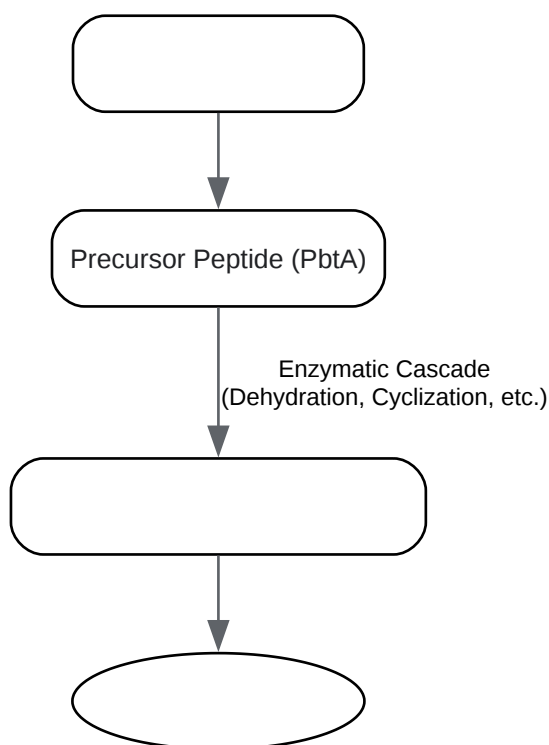 Precursor Peptide (PbtA)
Enzymatic Cascade
(Dehydration, Cyclization, etc.)